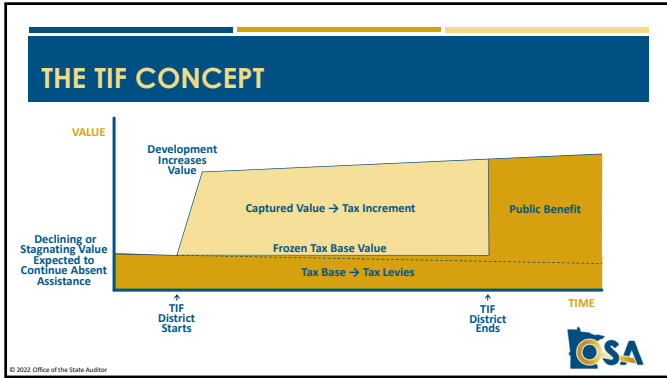 THE TIF CONCEPT
VALUE
Development
Increases
Value
Captured Value → Tax Increment
Public Benefit
Declining or
Stagnating Value
Expected to
Continue Absent
Assistance
Frozen Tax Base Value
Tax Base → Tax Levies
TIME
↑
TIF
District
Starts
↑
TIF
District
Ends
OSA
© 2022 Office of the State Auditor